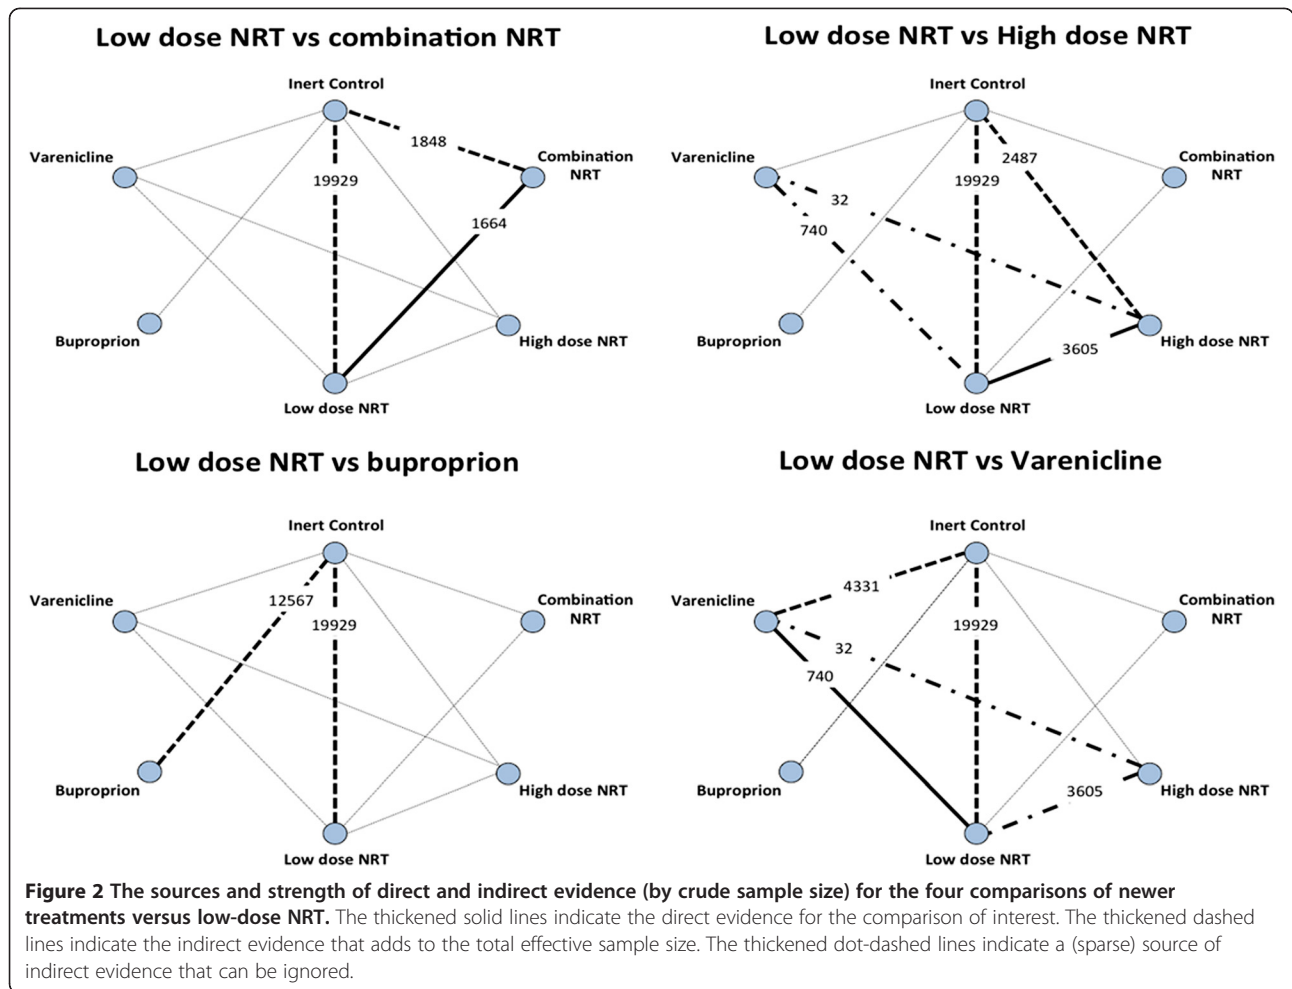 Low dose NRT vs combination NRT
Inert Control
Varenicline
1848
Combination
NRT
19929
1664
Buproprion
High dose NRT
Low dose NRT
Low dose NRT vs High dose NRT
Inert Control
Varenicline
2487
Combination
NRT
19929
32
740
Buproprion
3605
High dose NRT
Low dose NRT
Low dose NRT vs buproprion
Inert Control
Varenicline
12567
Combination
NRT
19929
Buproprion
High dose NRT
Low dose NRT
Low dose NRT vs Varenicline
Inert Control
4331
Varenicline
Combination
NRT
19929
32
740
Buproprion
3605
High dose NRT
Low dose NRT
Figure 2 The sources and strength of direct and indirect evidence (by crude sample size) for the four comparisons of newer
treatments versus low-dose NRT. The thickened solid lines indicate the direct evidence for the comparison of interest. The thickened dashed
lines indicate the indirect evidence that adds to the total effective sample size. The thickened dot-dashed lines indicate a (sparse) source of
indirect evidence that can be ignored.